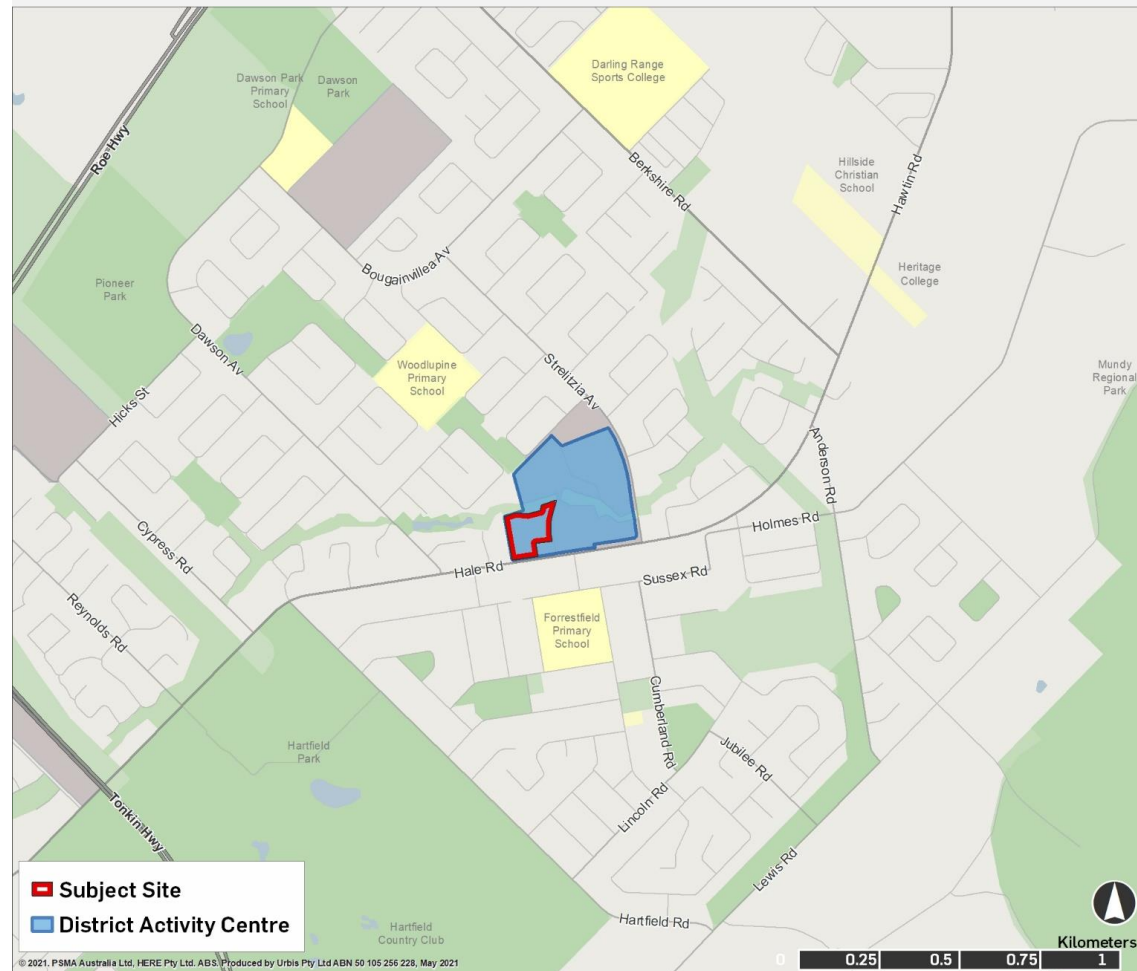 Darling Range
Sports College
Dawson Park
Primary
School
Dawson
Park
Roe Hwy
Berkshire Rd
Hillside
Christian
School
Hawtin Rd
Heritage
College
Bougainvillea Av
Pioneer
Park
Dawson Av
Woodlupine
Primary
School
Strelitzia Av
Mundy
Regional
Park
Hicks St
Anderson Rd
Cypress Rd
Holmes Rd
Hale Rd
Sussex Rd
Reynolds Rd
Forrestfield
Primary
School
Cumberland Rd
Jubilee Rd
Hartfield
Park
Lincoln Rd
Tonkin Hwy
Lewis Rd
Subject Site
District Activity Centre
Hartfield
Country Club
Hartfield Rd
Kilometers
0 0.25 0.5 0.75 1
© 2021. PSMA Australia Ltd, HERE Pty Ltd. ABS. Produced by Urbis Pty Ltd ABN 50 105 256 228, May 2021